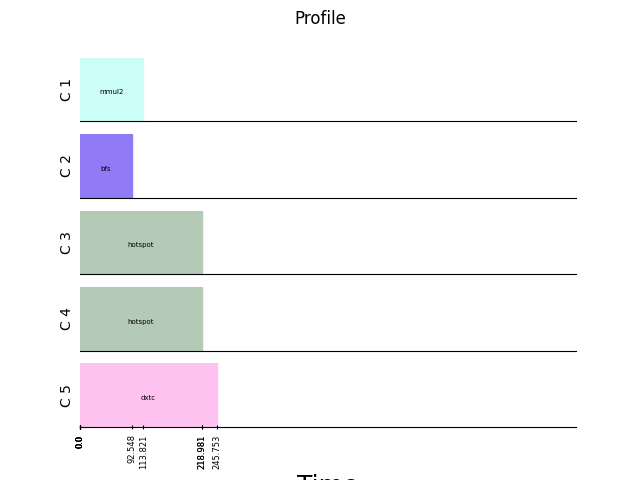 Profile
C 1
mmul2
C 2
bfs
C 3
hotspot
C 4
hotspot
C 5
dxtc
0.0
92.548
113.821
218.981
245.753
Time